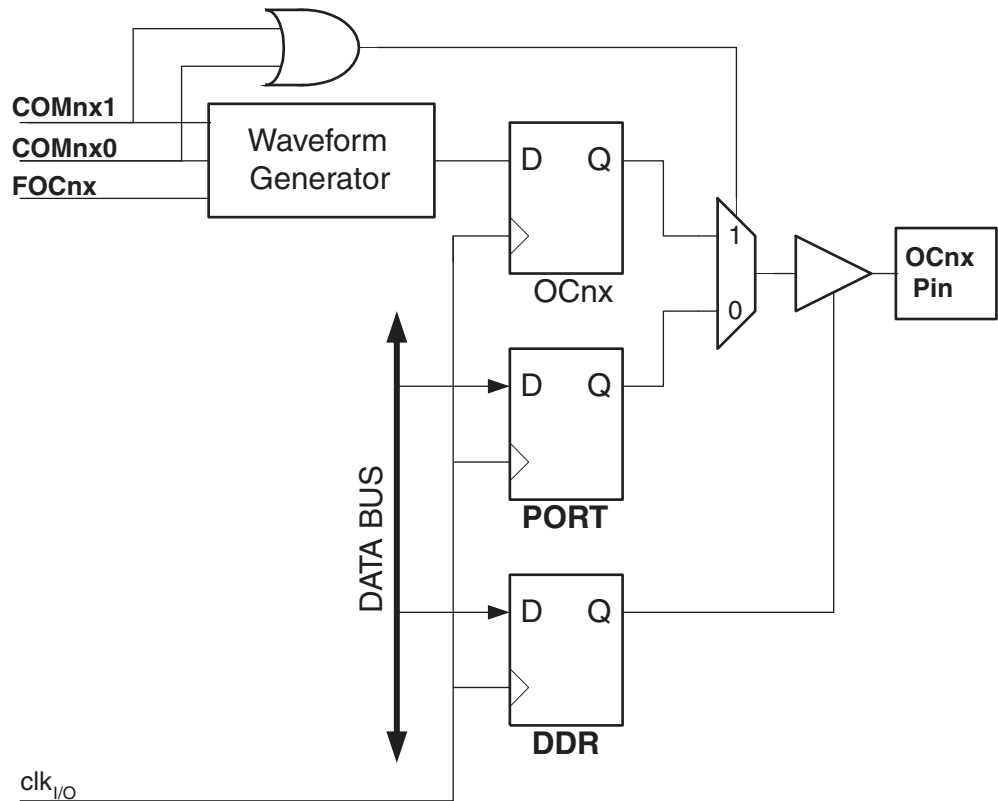 COMnx1
COMnx0
FOCnx
Waveform
Generator
D Q
OCnx
1
0
OCnx
Pin
D Q
PORT
DATA BUS
D Q
DDR
clkI/O